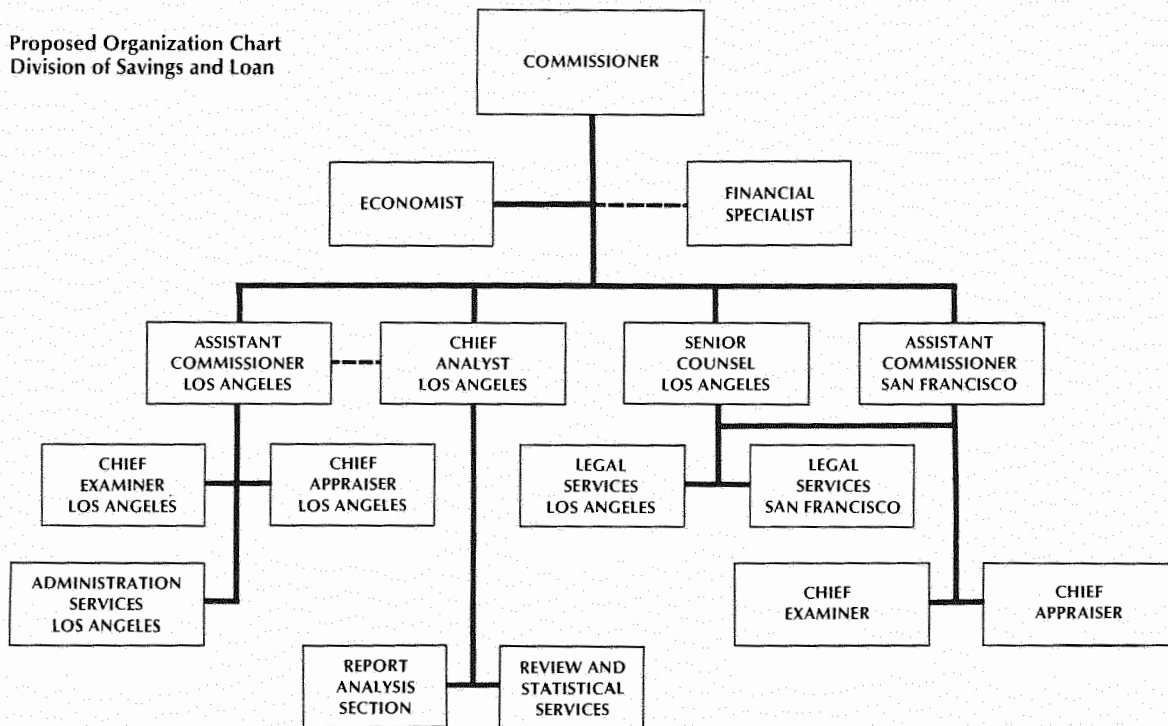 Proposed Organization Chart
Division of Savings and Loan
COMMISSIONER
ECONOMIST
FINANCIAL
SPECIALIST
ASSISTANT
COMMISSIONER
LOS ANGELES
CHIEF
ANALYST
LOS ANGELES
SENIOR
COUNSEL
LOS ANGELES
ASSISTANT
COMMISSIONER
SAN FRANCISCO
CHIEF
EXAMINER
LOS ANGELES
CHIEF
APPRAISER
LOS ANGELES
LEGAL
SERVICES
LOS ANGELES
LEGAL
SERVICES
SAN FRANCISCO
ADMINISTRATION
SERVICES
LOS ANGELES
CHIEF
EXAMINER
CHIEF
APPRAISER
REPORT
ANALYSIS
SECTION
REVIEW AND
STATISTICAL
SERVICES